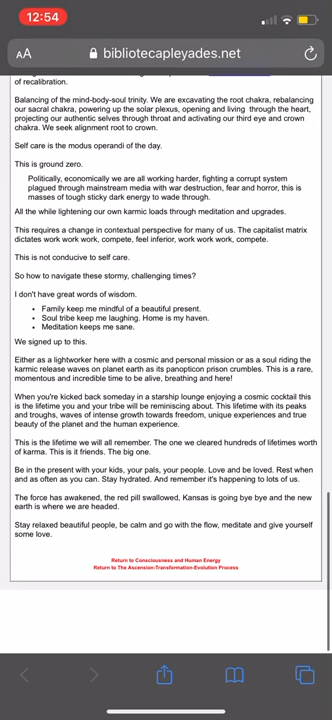 12:54
AA
bibliotecapleyades.net
of recalibration.
Balancing of the mind-body-soul trinity. We are excavating the root chakra, rebalancing
our sacral chakra, powering up the solar plexus, opening and living through the heart,
projecting our authentic selves through throat and activating our third eye and crown
chakra. We seek alignment root to crown.
Self care is the modus operandi of the day.
This is ground zero.
Politically, economically we are all working harder, fighting a corrupt system
plagued through mainstream media with war destruction, fear and horror, this is
masses of tough sticky dark energy to wade through.
All the while lightening our own karmic loads through meditation and upgrades.
This requires a change in contextual perspective for many of us. The capitalist matrix
dictates work work work, compete, feel inferior, work work work, compete.
This is not conducive to self care.
So how to navigate these stormy, challenging times?
I don't have great words of wisdom.
• Family keep me mindful of a beautiful present.
• Soul tribe keep me laughing. Home is my haven.
• Meditation keeps me sane.
We signed up to this.
Either as a lightworker here with a cosmic and personal mission or as a soul riding the
karmic release waves on planet earth as its panopticon prison crumbles. This is a rare,
momentous and incredible time to be alive, breathing and here!
When you're kicked back someday in a starship lounge enjoying a cosmic cocktail this
is the lifetime you and your tribe will be reminiscing about. This lifetime with its peaks
and troughs, waves of intense growth towards freedom, unique experiences and true
beauty of the planet and the human experience.
This is the lifetime we will all remember. The one we cleared hundreds of lifetimes worth
of karma. This is it friends. The big one.
Be in the present with your kids, your pals, your people. Love and be loved. Rest when
and as often as you can. Stay hydrated. And remember it's happening to lots of us.
The force has awakened, the red pill swallowed, Kansas is going bye bye and the new
earth is where we are headed.
Stay relaxed beautiful people, be calm and go with the flow, meditate and give yourself
some love.
Return to Consciousness and Human Energy
Return to The Ascension-Transformation-Evolution Process